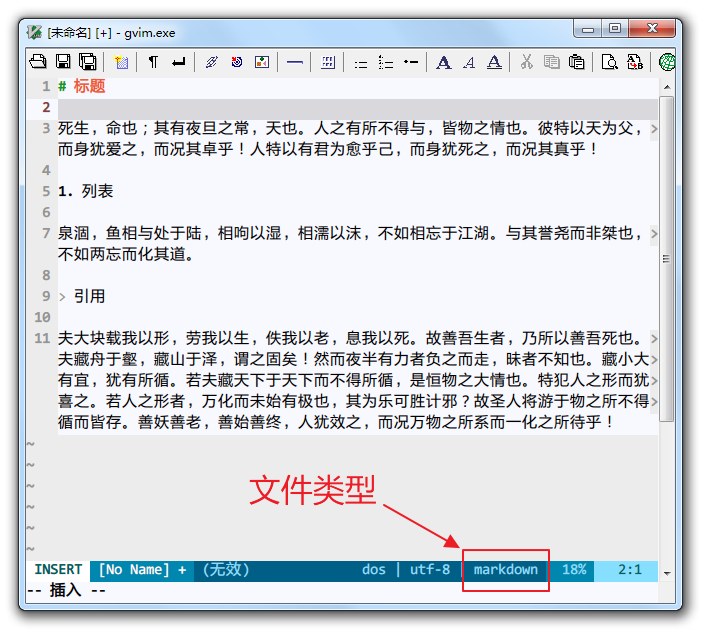 [未命名] [+] - gvim.exe
1 # 标题
2
3 死生，命也；其有夜旦之常，天也。人之有所不得与，皆物之情也。彼特以天为父，>
而身犹爱之，而况其卓乎！人特以有君为愈乎己，而身犹死之，而况其真乎！
4
5 1. 列表
6
7 泉涸，鱼相与处于陆，相呴以湿，相濡以沫，不如相忘于江湖。与其誉尧而非桀也，>
不如两忘而化其道。
8
9 > 引用
10
11 夫大块载我以形，劳我以生，佚我以老，息我以死。故善吾生者，乃所以善吾死也。>
夫藏舟于壑，藏山于泽，谓之固矣！然而夜半有力者负之而走，昧者不知也。藏小大>
有宜，犹有所循。若夫藏天下于天下而不得所循，是恒物之大情也。特犯人之形而犹>
喜之。若人之形者，万化而未始有极也，其为乐可胜计邪？故圣人将游于物之所不得>
循而皆存。善妖善老，善始善终，人犹效之，而况万物之所系而一化之所待乎！
~
~
~
~
~
~
文件类型
INSERT [No Name] + (无效) dos | utf-8 | markdown 18% 2:1
-- 插入 --